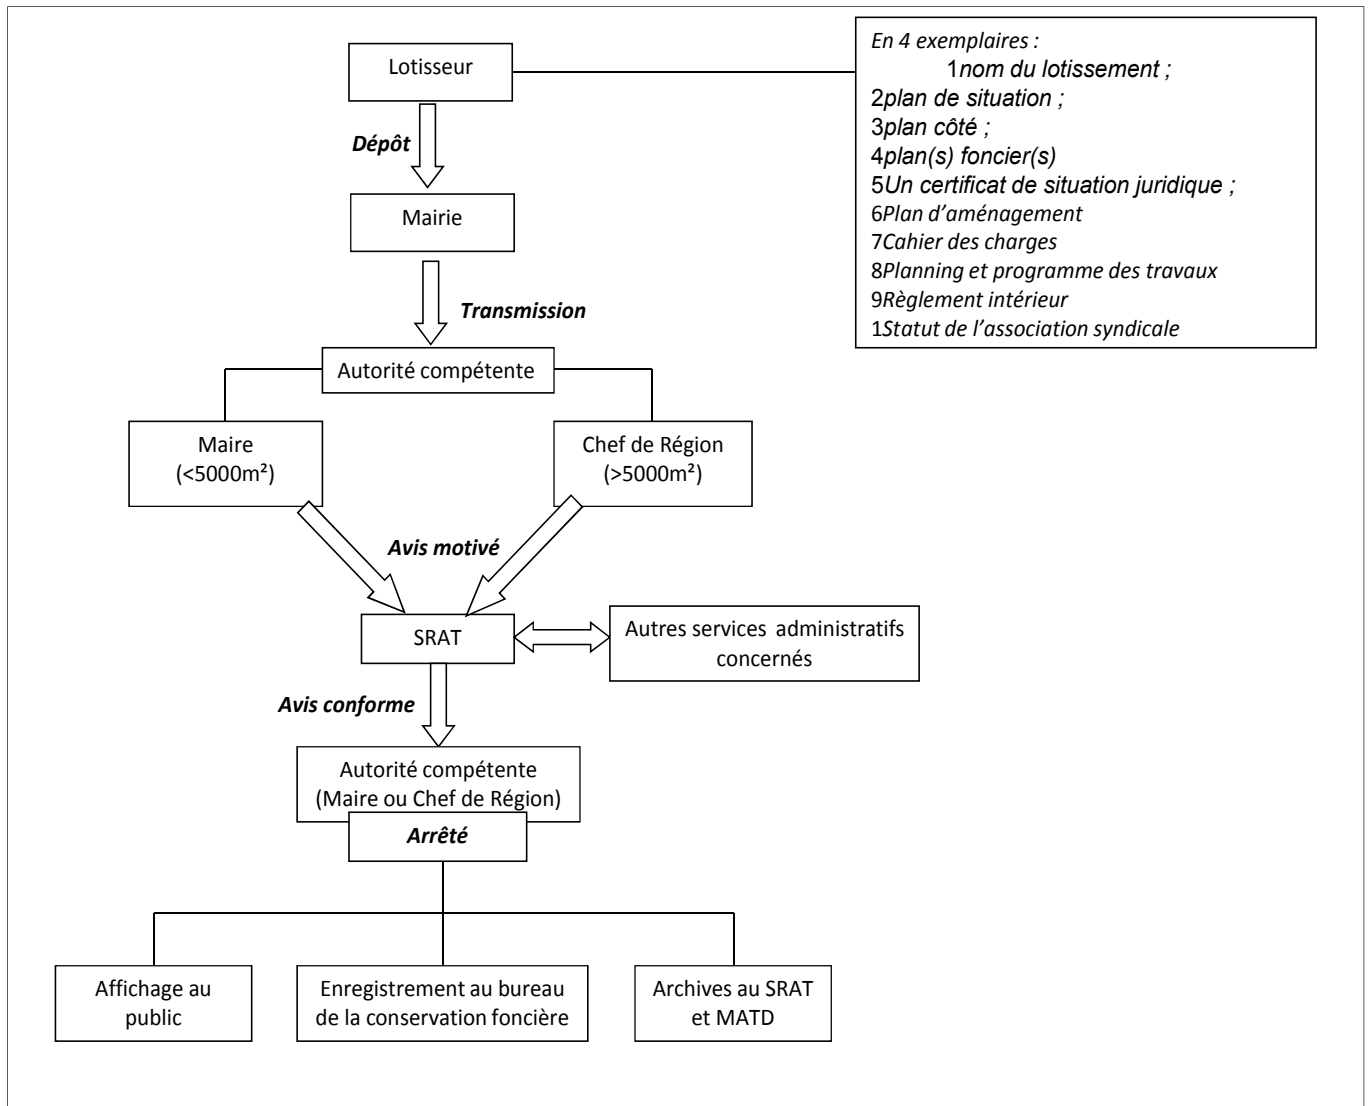 Lotisseur
En 4 exemplaires :
1nom du lotissement ;
2plan de situation ;
3plan côté ;
4plan(s) foncier(s)
5Un certificat de situation juridique ;
6Plan d’aménagement
7Cahier des charges
8Planning et programme des travaux
9Règlement intérieur
1Statut de l’association syndicale
Dépôt
Mairie
Transmission
Autorité compétente
Maire
(<5000m²)
Chef de Région
(>5000m²)
Avis motivé
SRAT
Autres services administratifs
concernés
Avis conforme
Autorité compétente
(Maire ou Chef de Région)
Arrêté
Affichage au
public
Enregistrement au bureau
de la conservation foncière
Archives au SRAT
et MATD